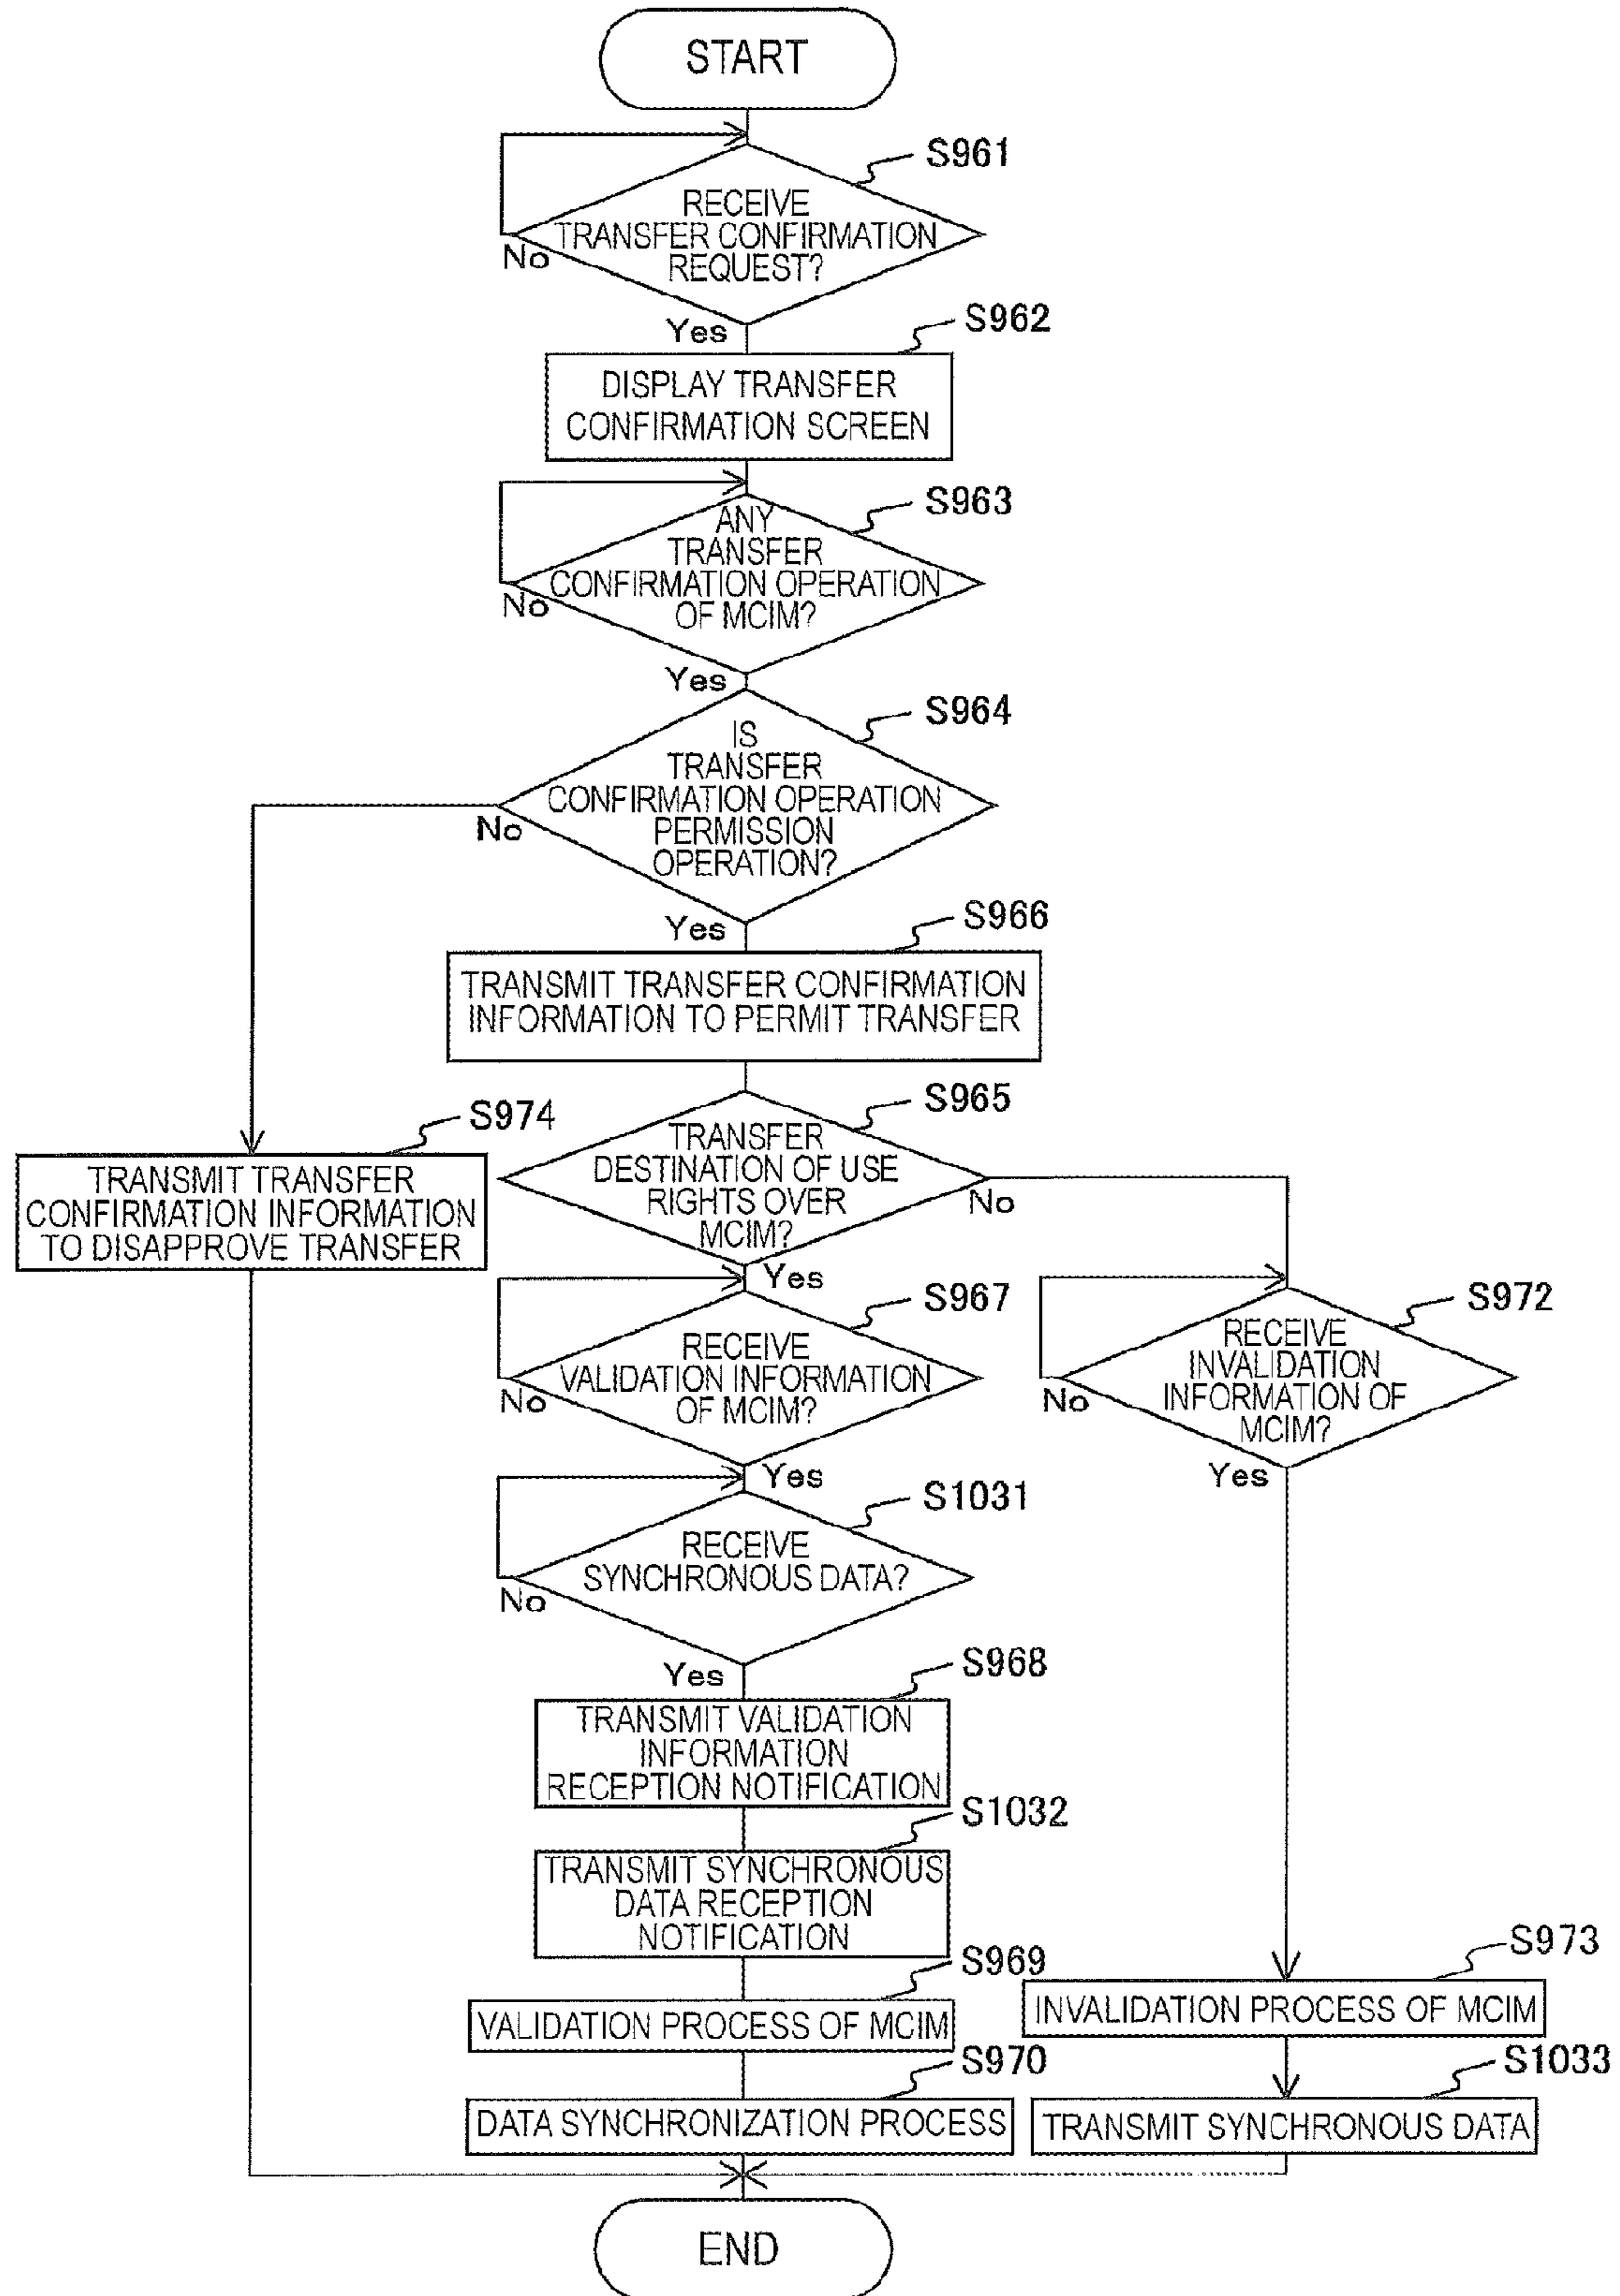 START
S961
RECEIVE
TRANSFER CONFIRMATION
REQUEST?
No
Yes
S962
DISPLAY TRANSFER
CONFIRMATION SCREEN
S963
ANY
TRANSFER
CONFIRMATION OPERATION
OF MCIM?
No
Yes
S964
IS
TRANSFER
CONFIRMATION OPERATION
PERMISSION
OPERATION?
No
Yes
S966
TRANSMIT TRANSFER CONFIRMATION
INFORMATION TO PERMIT TRANSFER
S965
TRANSFER
DESTINATION OF USE
RIGHTS OVER
MCIM?
No
Yes
S974
TRANSMIT TRANSFER
CONFIRMATION INFORMATION
TO DISAPPROVE TRANSFER
S967
RECEIVE
VALIDATION INFORMATION
OF MCIM?
No
Yes
S972
RECEIVE
INVALIDATION
INFORMATION OF
MCIM?
No
Yes
S1031
RECEIVE
SYNCHRONOUS DATA?
No
Yes
S968
TRANSMIT VALIDATION
INFORMATION
RECEPTION NOTIFICATION
S1032
TRANSMIT SYNCHRONOUS
DATA RECEPTION
NOTIFICATION
S969
VALIDATION PROCESS OF MCIM
S973
INVALIDATION PROCESS OF MCIM
S970
DATA SYNCHRONIZATION PROCESS
S1033
TRANSMIT SYNCHRONOUS DATA
END